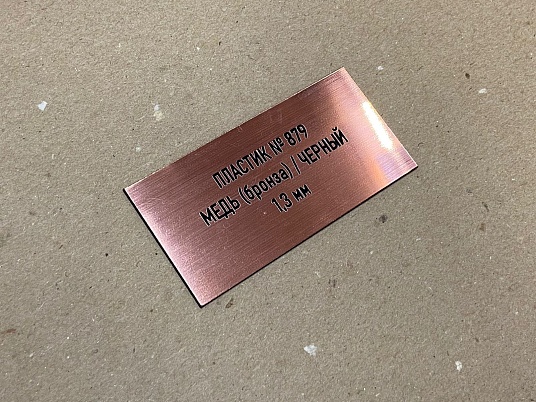 ПЛАСТИК № 879
МЕДЬ (бронза) / ЧЕРНЫЙ
1,3 мм